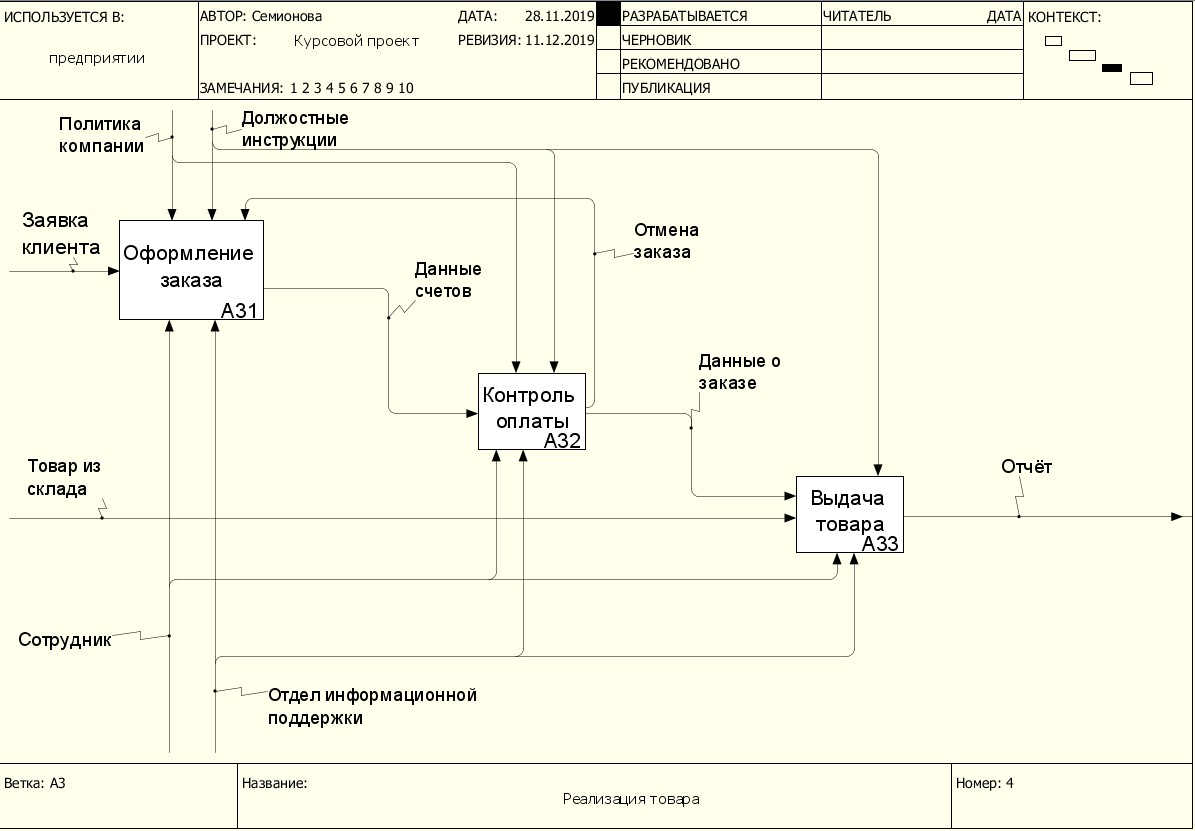 ИСПОЛЬЗУЕТСЯ В:
предприятии
АВТОР: Семионова
ДАТА: 28.11.2019
ПРОЕКТ: Курсовой проект
РЕВИЗИЯ: 11.12.2019
ЗАМЕЧАНИЯ: 1 2 3 4 5 6 7 8 9 10
РАЗРАБАТЫВАЕТСЯ
ЧЕРНОВИК
РЕКОМЕНДОВАНО
ПУБЛИКАЦИЯ
ЧИТАТЕЛЬ
ДАТА
КОНТЕКСТ:
Политика
компании
Должостные
инструкции
Заявка
клиента
Оформление
заказа
A31
Отмена
заказа
Данные
счетов
Данные о
заказе
Контроль
оплаты
A32
Товар из
склада
Выдача
товара
A33
Отчёт
Сотрудник
Отдел информационной
поддержки
Ветка: A3
Название:
Реализация товара
Номер: 4